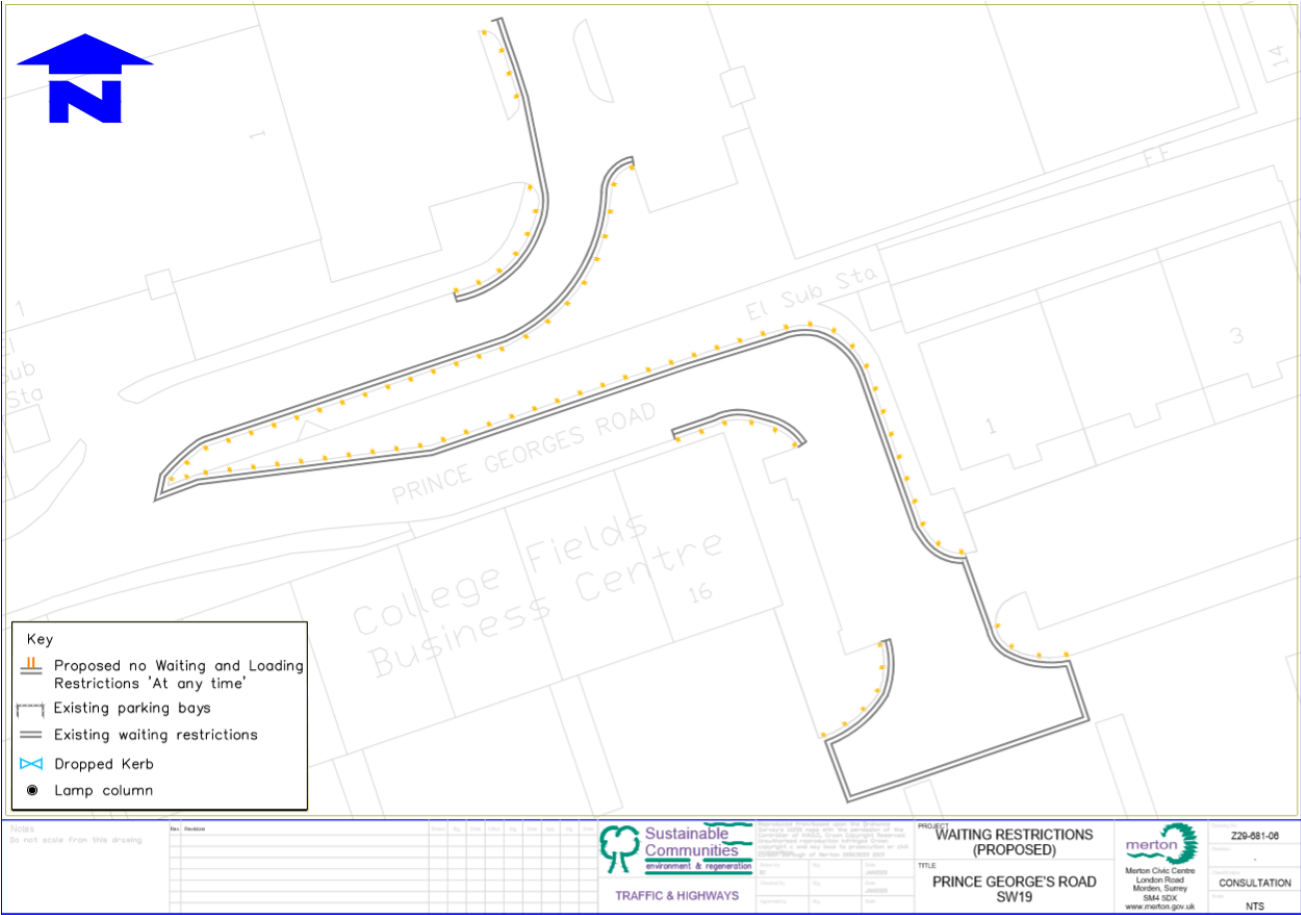 N
14
1
FF
1
El
Sub
Sta
El Sub Sta
3
1
PRINCE GEORGES ROAD
College Fields
Business Centre
16
Key
Proposed no Waiting and Loading
Restrictions 'At any time'
Existing parking bays
Existing waiting restrictions
Dropped Kerb
Lamp column
Notes
Do not scale from this drawing
Rev Revision
Sustainable
Communities
environment & regeneration
TRAFFIC & HIGHWAYS
PROJECT
WAITING RESTRICTIONS
(PROPOSED)
TITLE
PRINCE GEORGE'S ROAD
SW19
merton
Merton Civic Centre
London Road
Morden, Surrey
SM4 5DX
www.merton.gov.uk
Z29-681-06
CONSULTATION
NTS